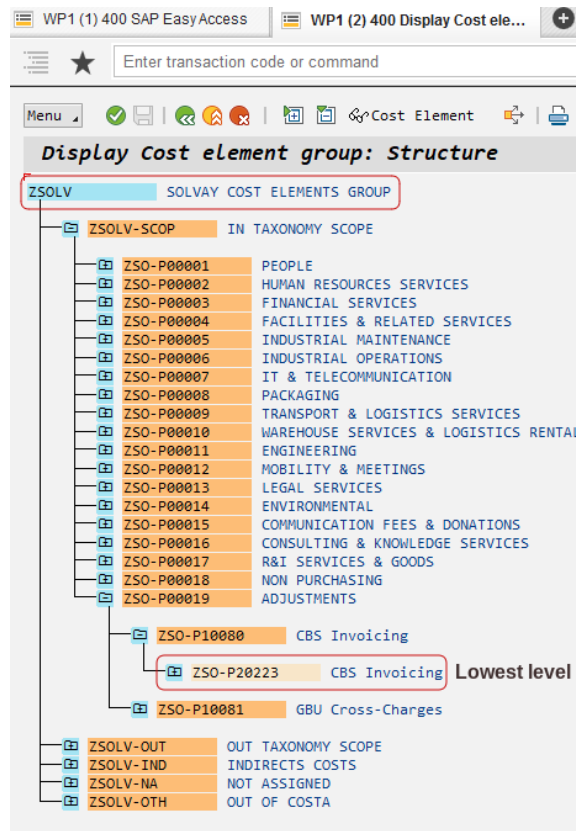 WP1 (1) 400 SAP Easy Access
WP1 (2) 400 Display Cost ele...
Enter transaction code or command
Menu
Cost Element
Display Cost element group: Structure
ZSOLV SOLVAY COST ELEMENTS GROUP
ZSOLV-SCOP IN TAXONOMY SCOPE
ZSO-P00001 PEOPLE
ZSO-P00002 HUMAN RESOURCES SERVICES
ZSO-P00003 FINANCIAL SERVICES
ZSO-P00004 FACILITIES & RELATED SERVICES
ZSO-P00005 INDUSTRIAL MAINTENANCE
ZSO-P00006 INDUSTRIAL OPERATIONS
ZSO-P00007 IT & TELECOMMUNICATION
ZSO-P00008 PACKAGING
ZSO-P00009 TRANSPORT & LOGISTICS SERVICES
ZSO-P00010 WAREHOUSE SERVICES & LOGISTICS RENTAL
ZSO-P00011 ENGINEERING
ZSO-P00012 MOBILITY & MEETINGS
ZSO-P00013 LEGAL SERVICES
ZSO-P00014 ENVIRONMENTAL
ZSO-P00015 COMMUNICATION FEES & DONATIONS
ZSO-P00016 CONSULTING & KNOWLEDGE SERVICES
ZSO-P00017 R&I SERVICES & GOODS
ZSO-P00018 NON PURCHASING
ZSO-P00019 ADJUSTMENTS
ZSO-P10080 CBS Invoicing
ZSO-P20223 CBS Invoicing Lowest level
ZSO-P10081 GBU Cross-Charges
ZSOLV-OUT OUT TAXONOMY SCOPE
ZSOLV-IND INDIRECTS COSTS
ZSOLV-NA NOT ASSIGNED
ZSOLV-OTH OUT OF COSTA